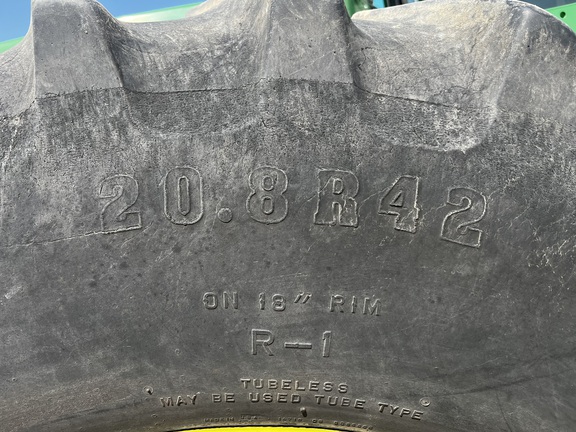 20.8R42
ON 18" RIM
R-1
TUBELESS
MAY BE USED TUBE TYPE